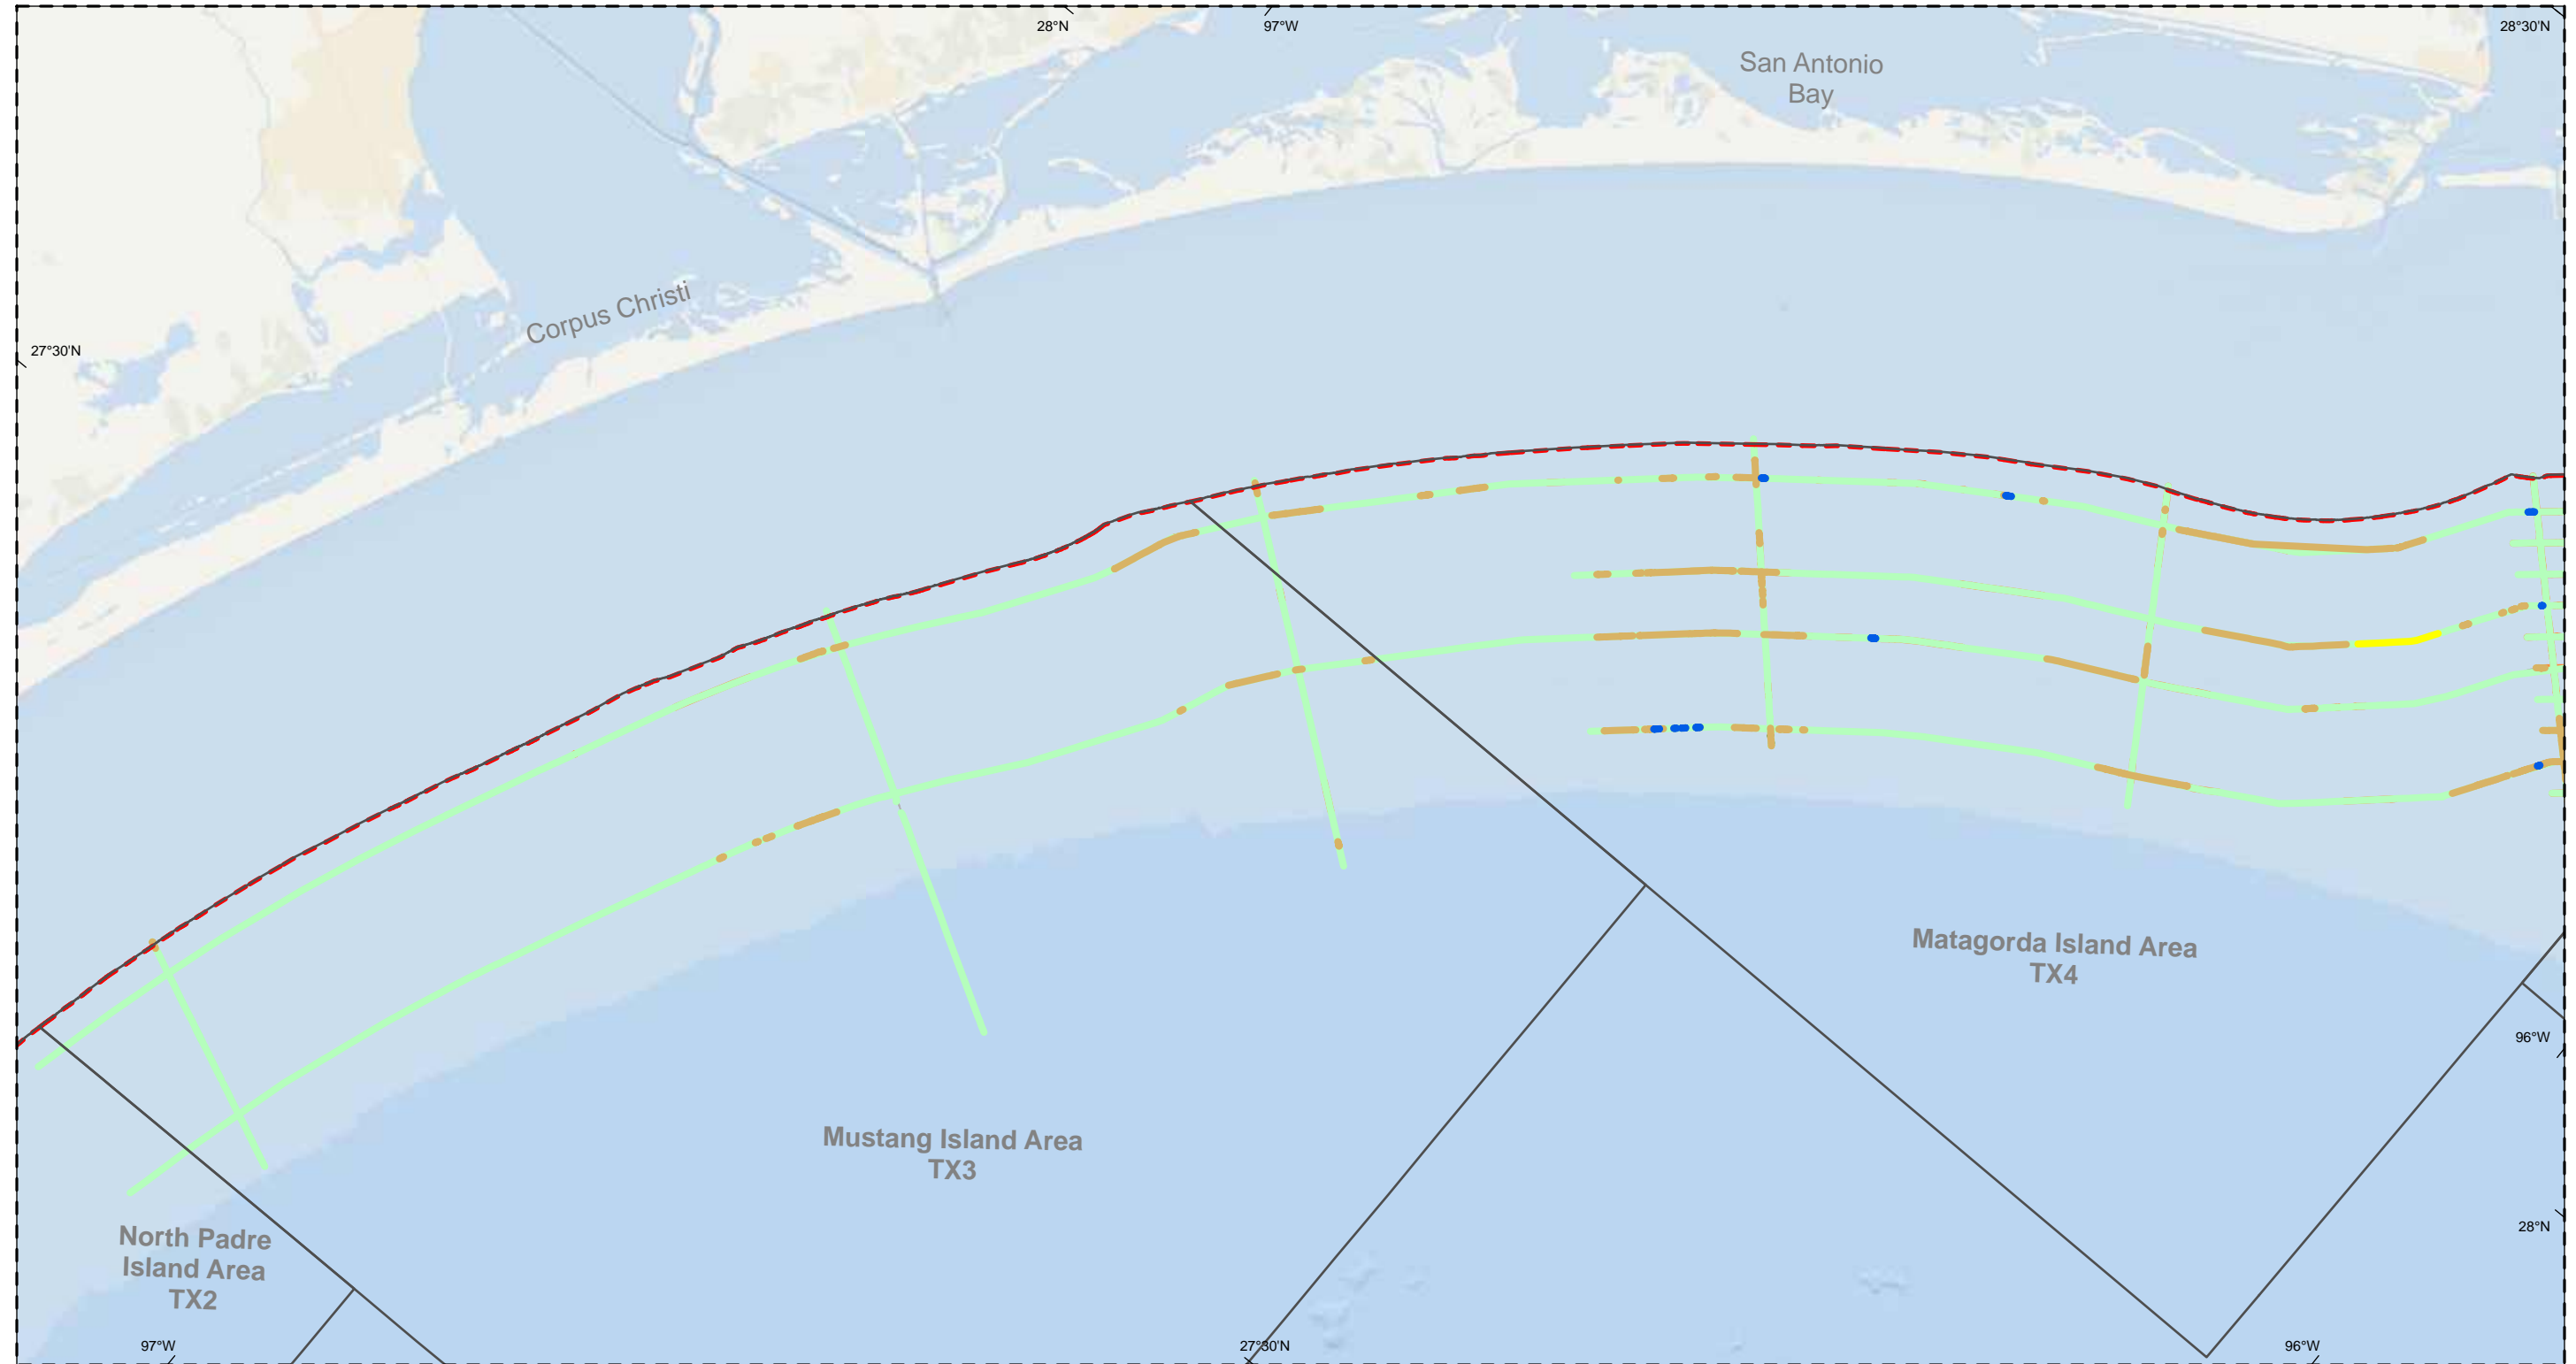 28°N
97°W
28°30'N
San Antonio
Bay
Corpus Christi
27°30'N
Matagorda Island Area
TX4
96°W
Mustang Island Area
TX3
28°N
North Padre
Island Area
TX2
97°W
27°30'N
96°W